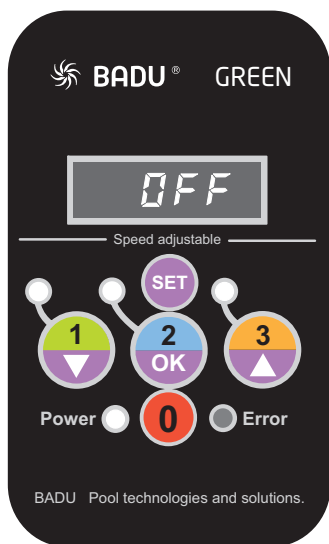 BADU ® GREEN
OFF
Speed adjustable
SET
1 2 3
OK
Power 0 Error
BADU Pool technologies and solutions.